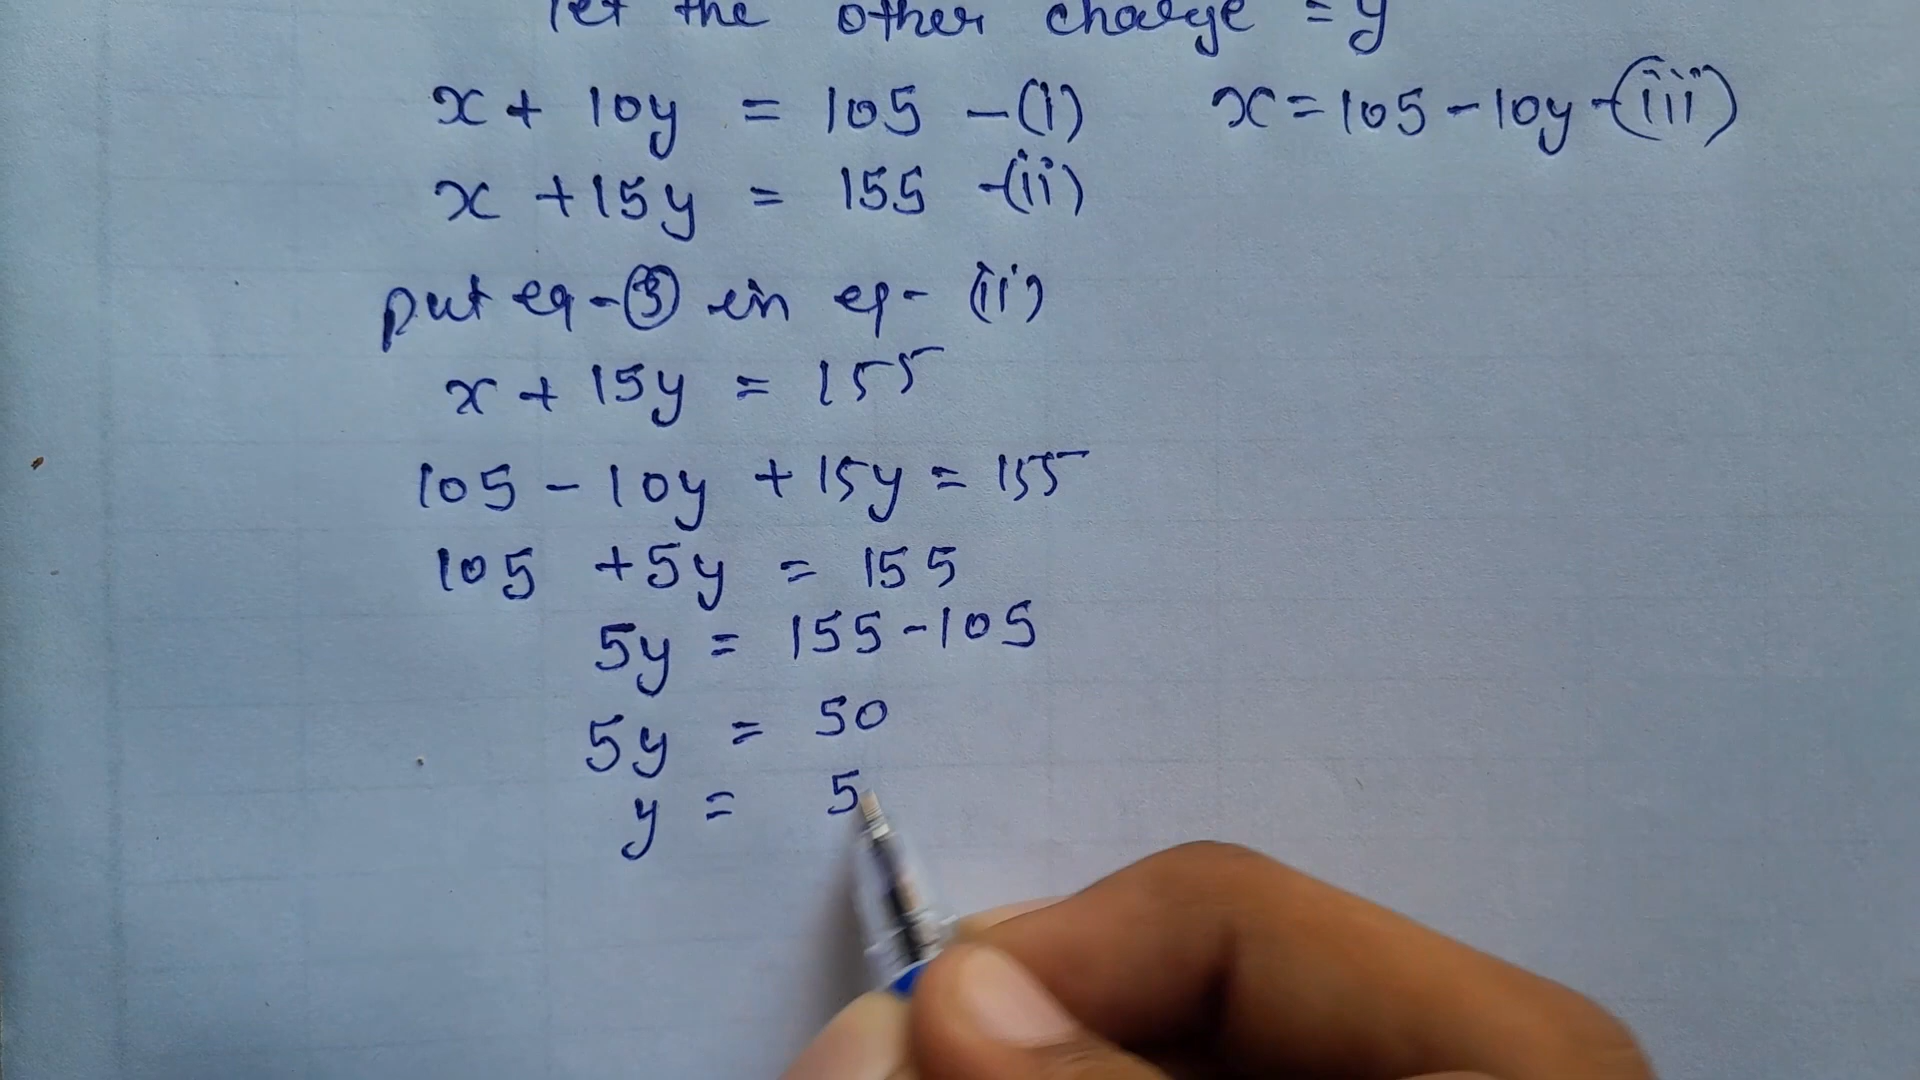 let the other charge = y
x + 10y = 105 -(i) x = 105 - 10y -(iii)
x + 15y = 155 -(ii)
put eq-③ in eq- (ii)
x + 15y = 155
105 - 10y + 15y = 155
105 + 5y = 155
5y = 155 - 105
5y = 50
y = 5